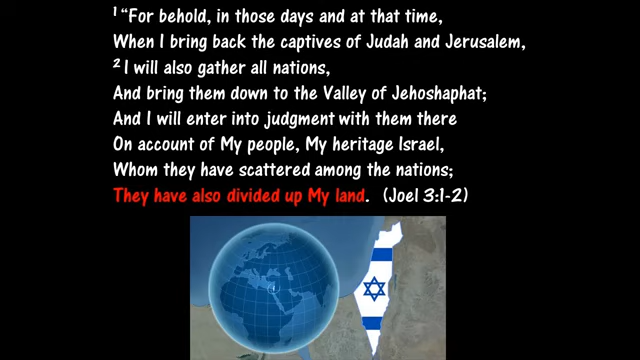 1 “For behold, in those days and at that time,
When I bring back the captives of Judah and Jerusalem,
2 I will also gather all nations,
And bring them down to the Valley of Jehoshaphat;
And I will enter into judgment with them there
On account of My people, My heritage Israel,
Whom they have scattered among the nations;
They have also divided up My land. (Joel 3:1-2)